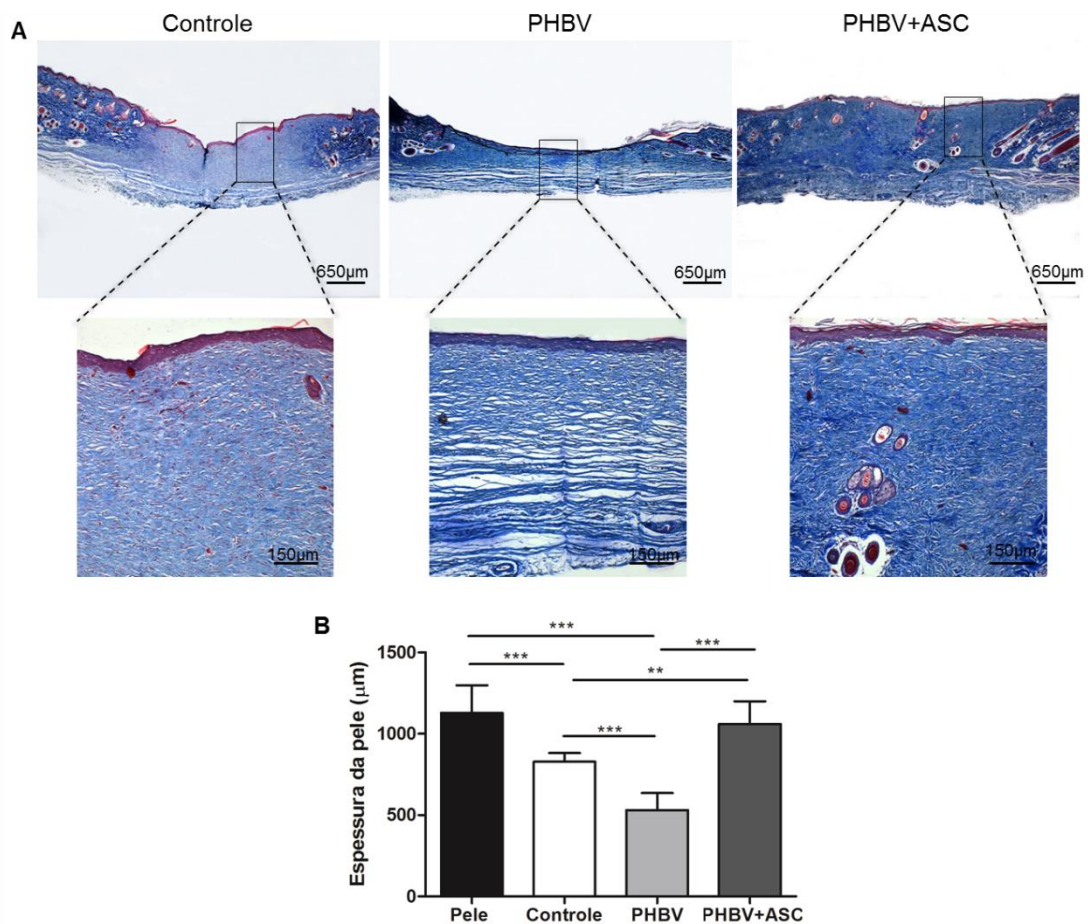 Controle PHBV PHBV+ASC
A
650µm 650µm 650µm
150µm 150µm 150µm
B
***
*** ***
**
***
Espessura da pele (µm)
1500
1000
500
0
Pele Controle PHBV PHBV+ASC